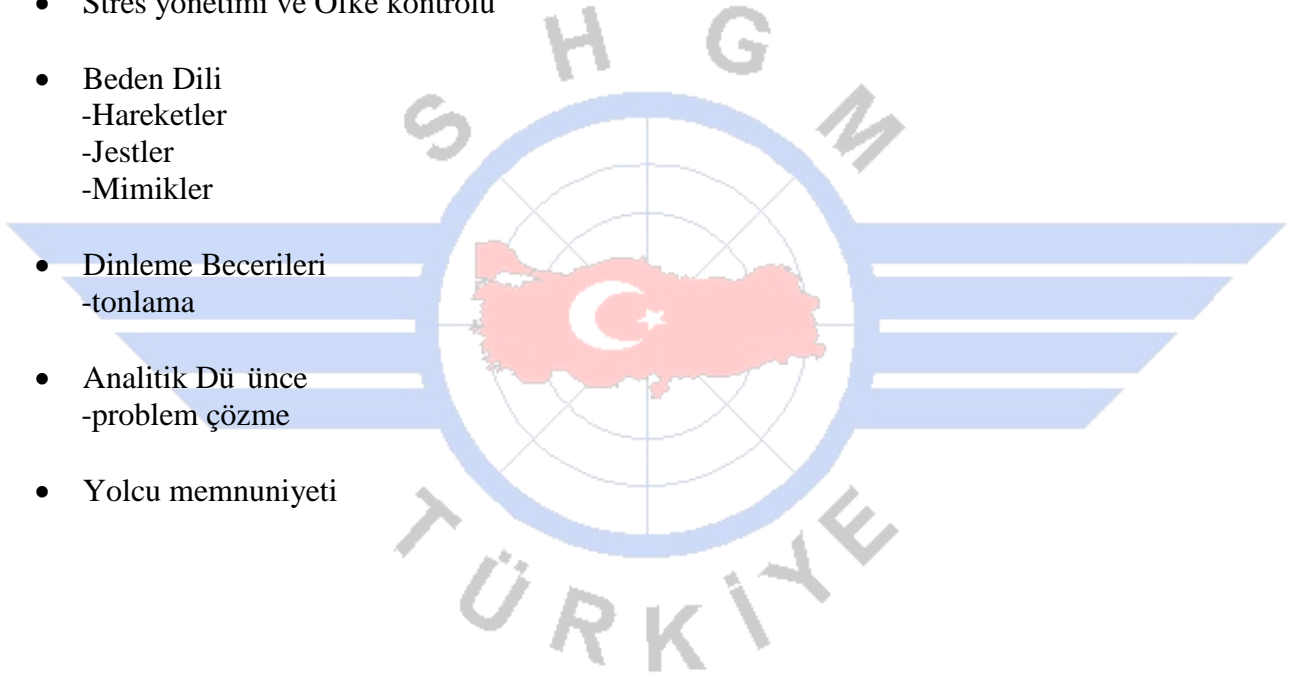 • Stres yönetimi ve Öfke kontrolü
• Beden Dili
-Hareketler
-Jestler
-Mimikler
• Dinleme Becerileri
-tonlama
• Analitik Dü ünce
-problem çözme
• Yolcu memnuniyeti
SHGM
TÜRKİYE